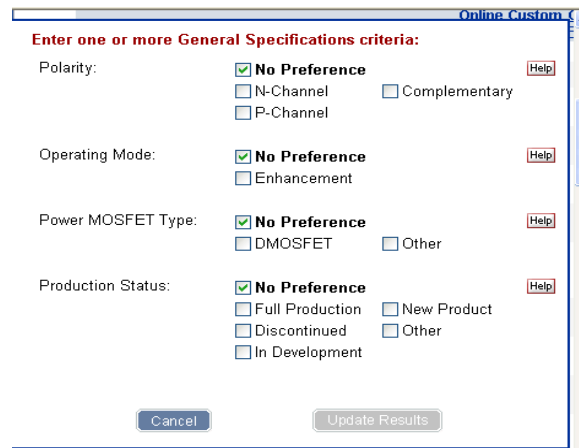 Online Custom
Enter one or more General Specifications criteria:
Polarity:
No Preference
Help
N-Channel
Complementary
P-Channel
Operating Mode:
No Preference
Help
Enhancement
Power MOSFET Type:
No Preference
Help
DMOSFET
Other
Production Status:
No Preference
Help
Full Production
New Product
Discontinued
Other
In Development
Cancel
Update Results